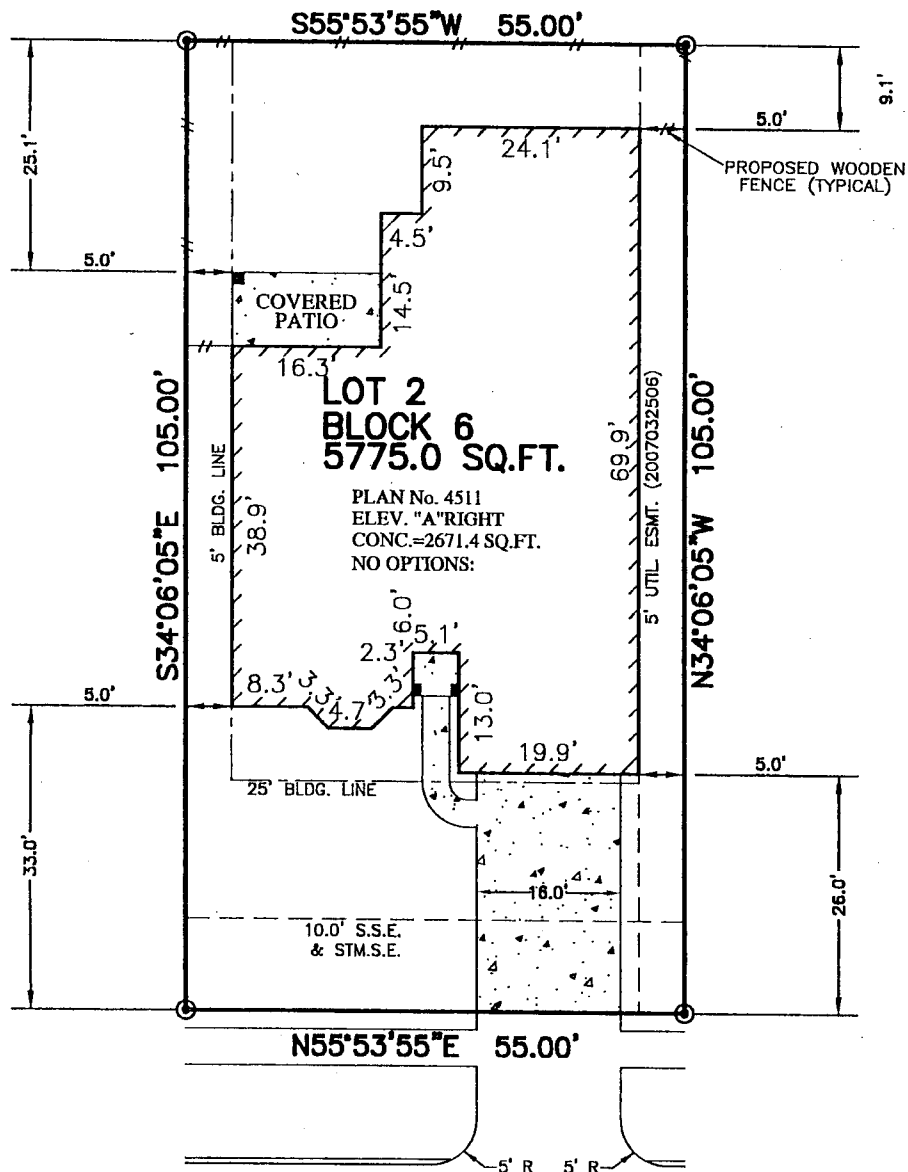 S55°53'55"W 55.00'
25.1'
9.1'
5.0'
24.1'
PROPOSED WOODEN
FENCE (TYPICAL)
9.5'
4.5'
5.0'
COVERED
PATIO
14.5'
16.3'
LOT 2
BLOCK 6
5775.0 SQ.FT.
S34°06'05"E 105.00'
5' BLDG. LINE
38.9'
PLAN No. 4511
ELEV. "A"RIGHT
CONC.=2671.4 SQ.FT.
NO OPTIONS:
69.9'
5' UTIL ESMT. (2007032506)
N34°06'05"W 105.00'
6.0'
5.1'
2.3'
8.3'
3.3'
4.7'
3.3'
5.0'
13.0'
19.9'
5.0'
25' BLDG. LINE
33.0'
16.0'
26.0'
10.0' S.S.E.
& STM.S.E.
N55°53'55"E 55.00'
5' R 5' R